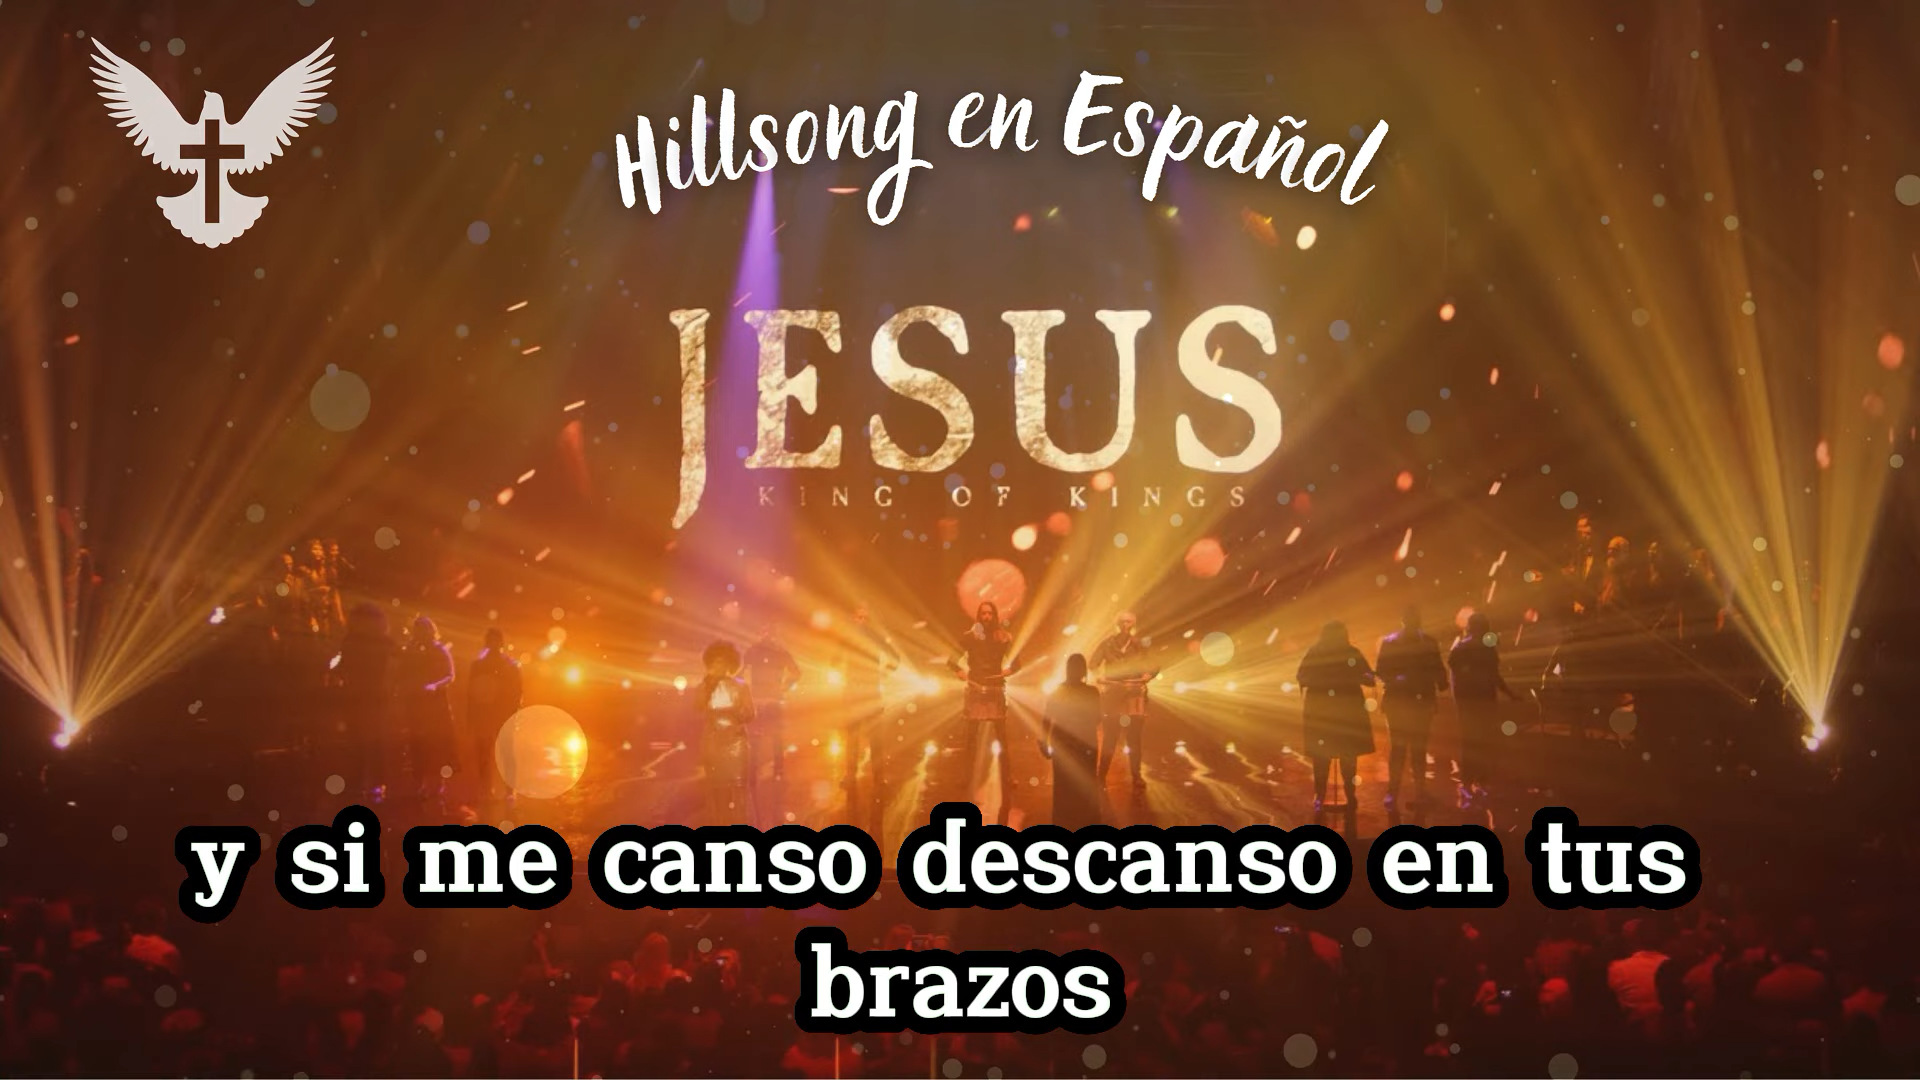 Hillsong en Español
JESUS
KING OF KINGS
y si me canso descanso en tus
brazos